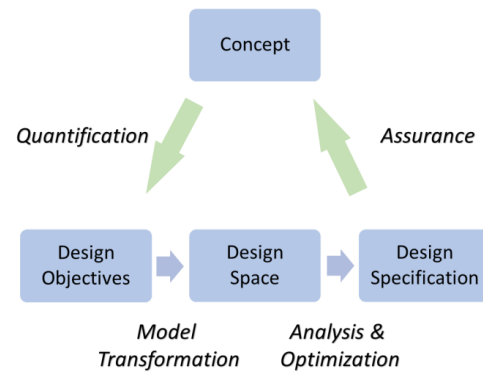 Concept
Quantification
Assurance
Design
Objectives
Design
Space
Design
Specification
Model
Transformation
Analysis &
Optimization